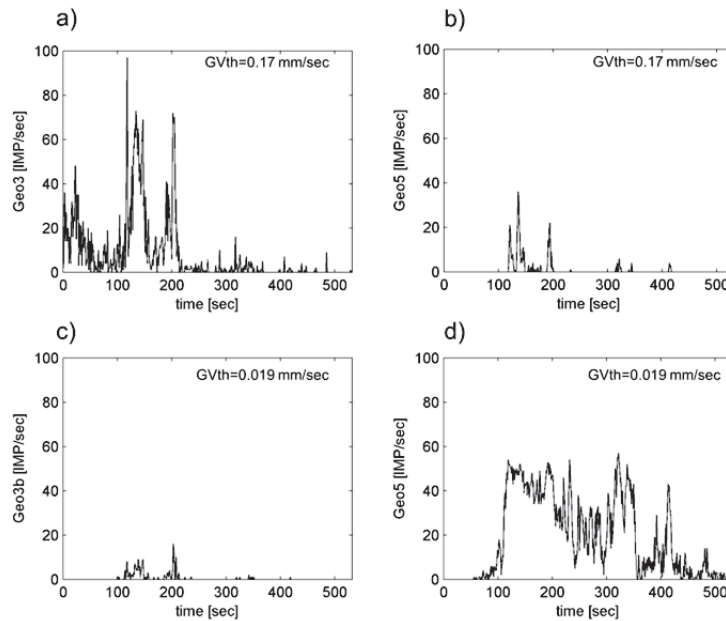 a)
GVth=0.17 mm/sec
Geo3 [IMP/sec]
100
80
60
40
20
0
0 100 200 300 400 500
time [sec]
b)
GVth=0.17 mm/sec
Geo5 [IMP/sec]
100
80
60
40
20
0
0 100 200 300 400 500
time [sec]
c)
GVth=0.019 mm/sec
Geo3b [IMP/sec]
100
80
60
40
20
0
0 100 200 300 400 500
time [sec]
d)
GVth=0.019 mm/sec
Geo5 [IMP/sec]
100
80
60
40
20
0
0 100 200 300 400 500
time [sec]